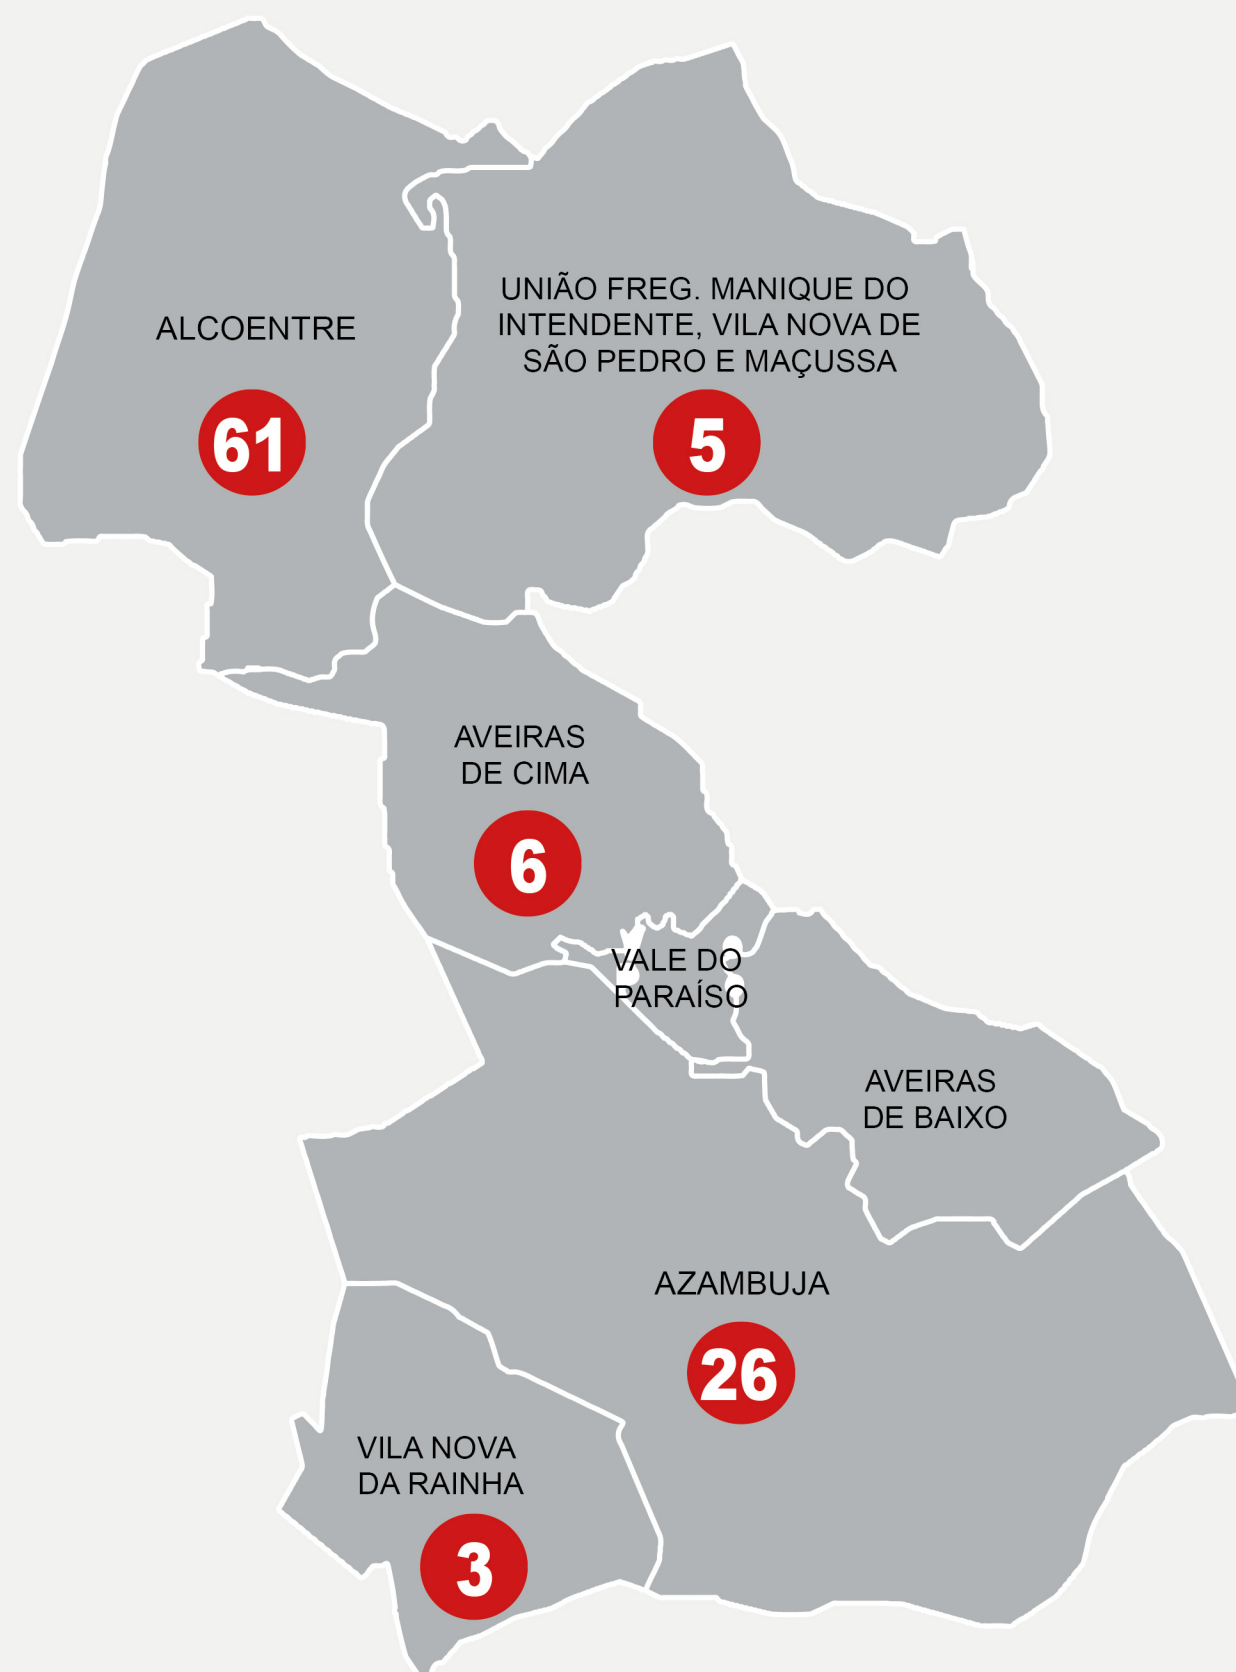 ALCOENTRE
61
UNIÃO FREG. MANIQUE DO
INTENDENTE, VILA NOVA DE
SÃO PEDRO E MAÇUSSA
5
AVEIRAS
DE CIMA
6
VALE DO
PARAÍSO
AVEIRAS
DE BAIXO
AZAMBUJA
26
VILA NOVA
DA RAINHA
3